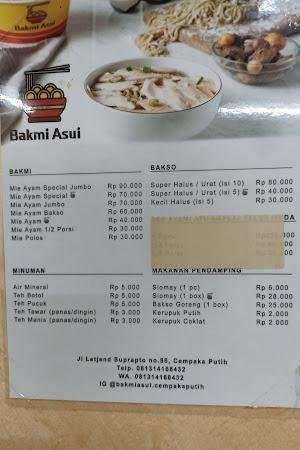 Bakmi Asui
Bakmi Asui
BAKMI
Mie Ayam Special Jumbo Rp 90.000
Mie Ayam Special Rp 70.000
Mie Ayam Jumbo Rp 70.000
Mie Ayam Bakso Rp 60.000
Mie Ayam Rp 40.000
Mie Ayam 1/2 Porsi Rp 30.000
Mie Polos Rp 30.000
BAKSO
Super Halus / Urat (isi 10) Rp 80.000
Super Halus / Urat (isi 5) Rp 40.000
Kecil Halus (isi 5) Rp 30.000
MINUMAN
Air Mineral Rp 5.000
Teh Botol Rp 5.000
Teh Pucuk Rp 5.000
Teh Tawar (panas/dingin) Rp 3.000
Teh Manis (panas/dingin) Rp 3.000
MAKANAN PENDAMPING
Siomay (1 pc) Rp 6.000
Siomay (1 box) Rp 28.000
Bakso Goreng (1 box) Rp 25.000
Kerupuk Putih Rp 2.000
Kerupuk Coklat Rp 2.000
Jl Letjend Suprapto no.86, Cempaka Putih
Telp. 081314188432
WA. 081314188432
IG @bakmiasui.cempakaputih